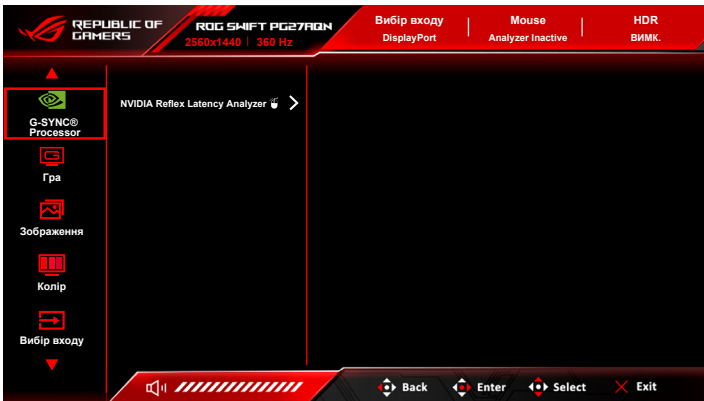 REPUBLIC OF
GAMERS
ROG SWIFT PG27AQN
2560x1440 | 360 Hz
Вибір входу
DisplayPort
Mouse
Analyzer Inactive
HDR
ВИМК.
G-SYNC®
Processor
NVIDIA Reflex Latency Analyzer
Гра
Зображення
Колір
Вибір входу
Back
Enter
Select
Exit